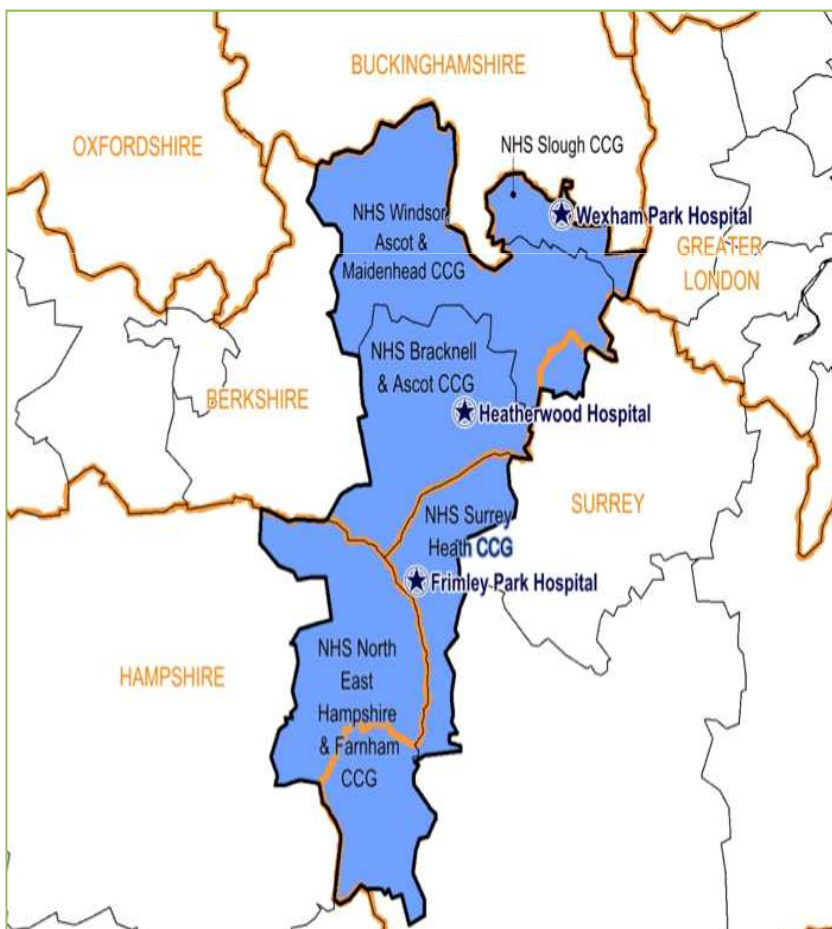 BUCKINGHAMSHIRE
OXFORDSHIRE
NHS Slough CCG
NHS Windsor
Ascot &
Maidenhead CCG
Wexham Park Hospital
GREATER
LONDON
NHS Bracknell
& Ascot CCG
BERKSHIRE
Heatherwood Hospital
SURREY
NHS Surrey
Heath CCG
Frimley Park Hospital
HAMPSHIRE
NHS North
East
Hampshire
& Farnham
CCG